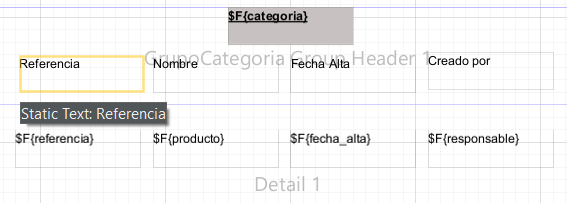 $F{categoria}
GrupoCategoria Group Header 1
Referencia Nombre Fecha Alta Creado por
Static Text: Referencia
$F{referencia} $F{producto} $F{fecha_alta} $F{responsable}
Detail 1